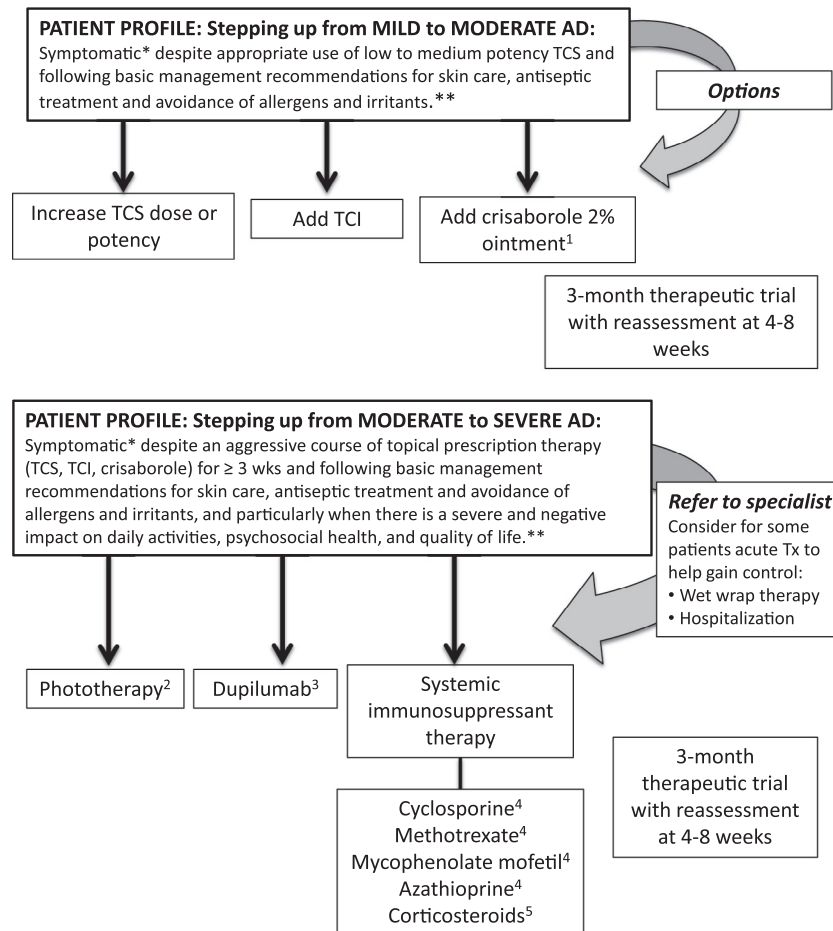 PATIENT PROFILE: Stepping up from MILD to MODERATE AD:
Symptomatic* despite appropriate use of low to medium potency TCS and
following basic management recommendations for skin care, antiseptic
treatment and avoidance of allergens and irritants.**
Options
Increase TCS dose or
potency
Add TCI
Add crisaborole 2%
ointment¹
3-month therapeutic trial
with reassessment at 4-8
weeks
PATIENT PROFILE: Stepping up from MODERATE to SEVERE AD:
Symptomatic* despite an aggressive course of topical prescription therapy
(TCS, TCI, crisaborole) for ≥ 3 wks and following basic management
recommendations for skin care, antiseptic treatment and avoidance of
allergens and irritants, and particularly when there is a severe and negative
impact on daily activities, psychosocial health, and quality of life.**
Refer to specialist
Consider for some
patients acute Tx to
help gain control:
• Wet wrap therapy
• Hospitalization
Phototherapy²
Dupilumab³
Systemic
immunosuppressant
therapy
3-month
therapeutic trial
with reassessment
at 4-8 weeks
Cyclosporine⁴
Methotrexate⁴
Mycophenolate mofetil⁴
Azathioprine⁴
Corticosteroids⁵